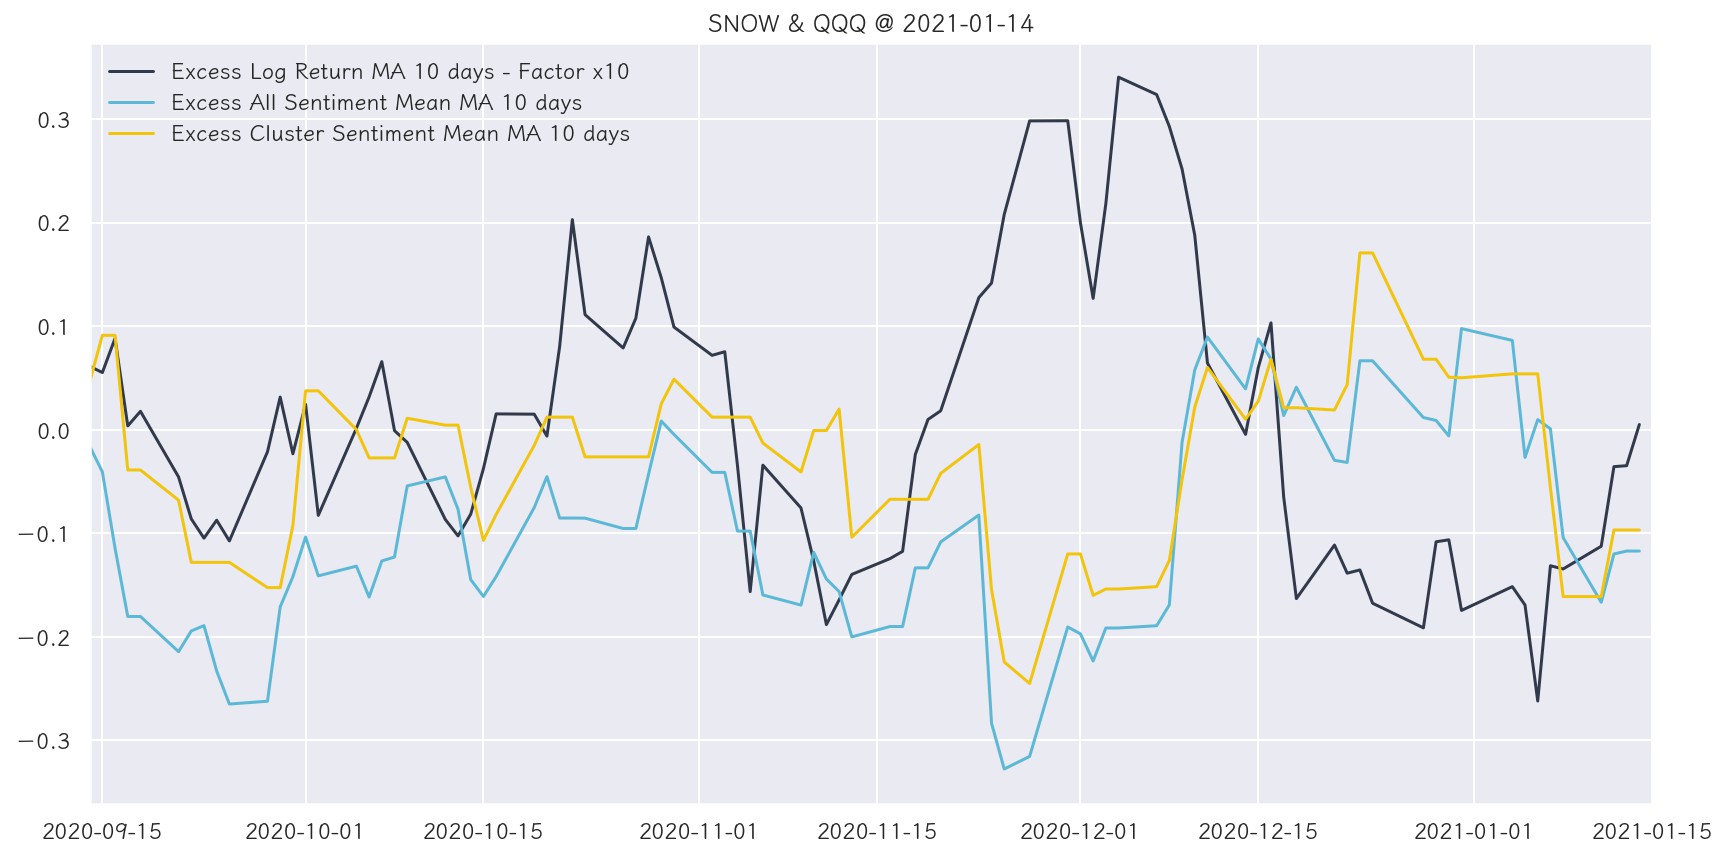 SNOW & QQQ @ 2021-01-14
Excess Log Return MA 10 days - Factor x10
Excess All Sentiment Mean MA 10 days
Excess Cluster Sentiment Mean MA 10 days
0.3
0.2
0.1
0.0
−0.1
−0.2
−0.3
2020-09-15 2020-10-01 2020-10-15 2020-11-01 2020-11-15 2020-12-01 2020-12-15 2021-01-01 2021-01-15